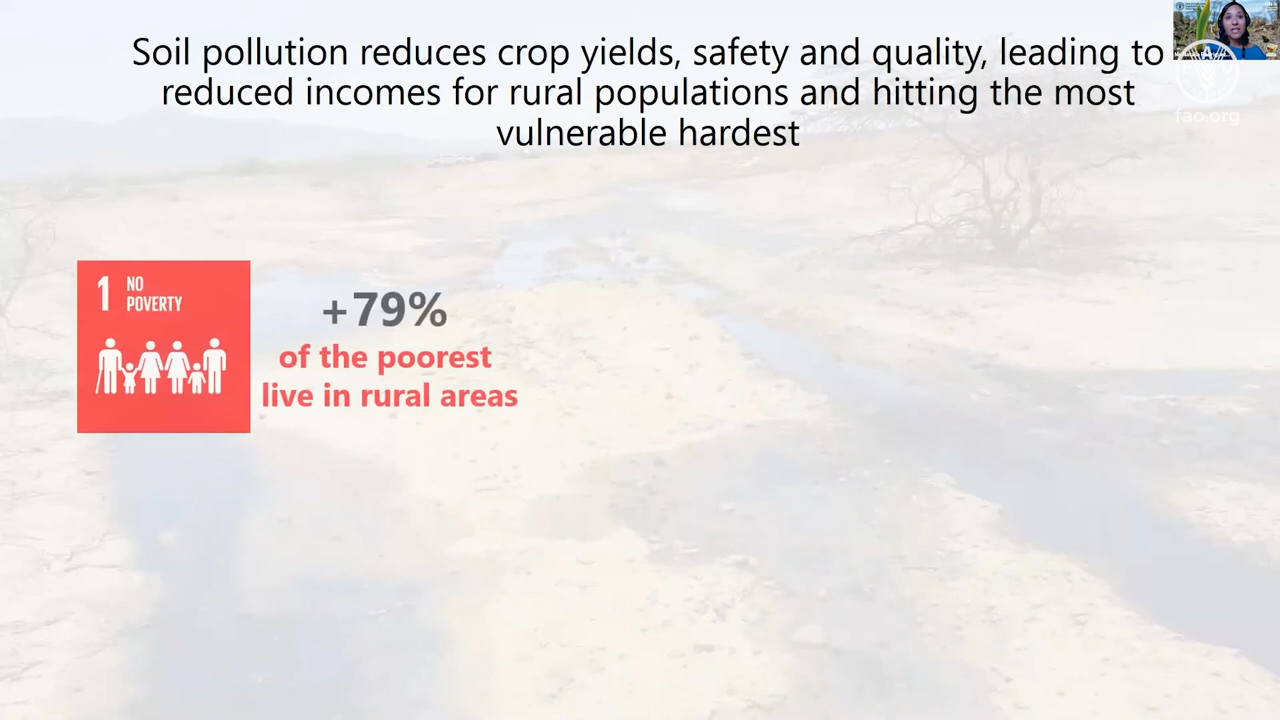 Soil pollution reduces crop yields, safety and quality, leading to
reduced incomes for rural populations and hitting the most
vulnerable hardest
fao.org
1 NO
POVERTY
+79%
of the poorest
live in rural areas